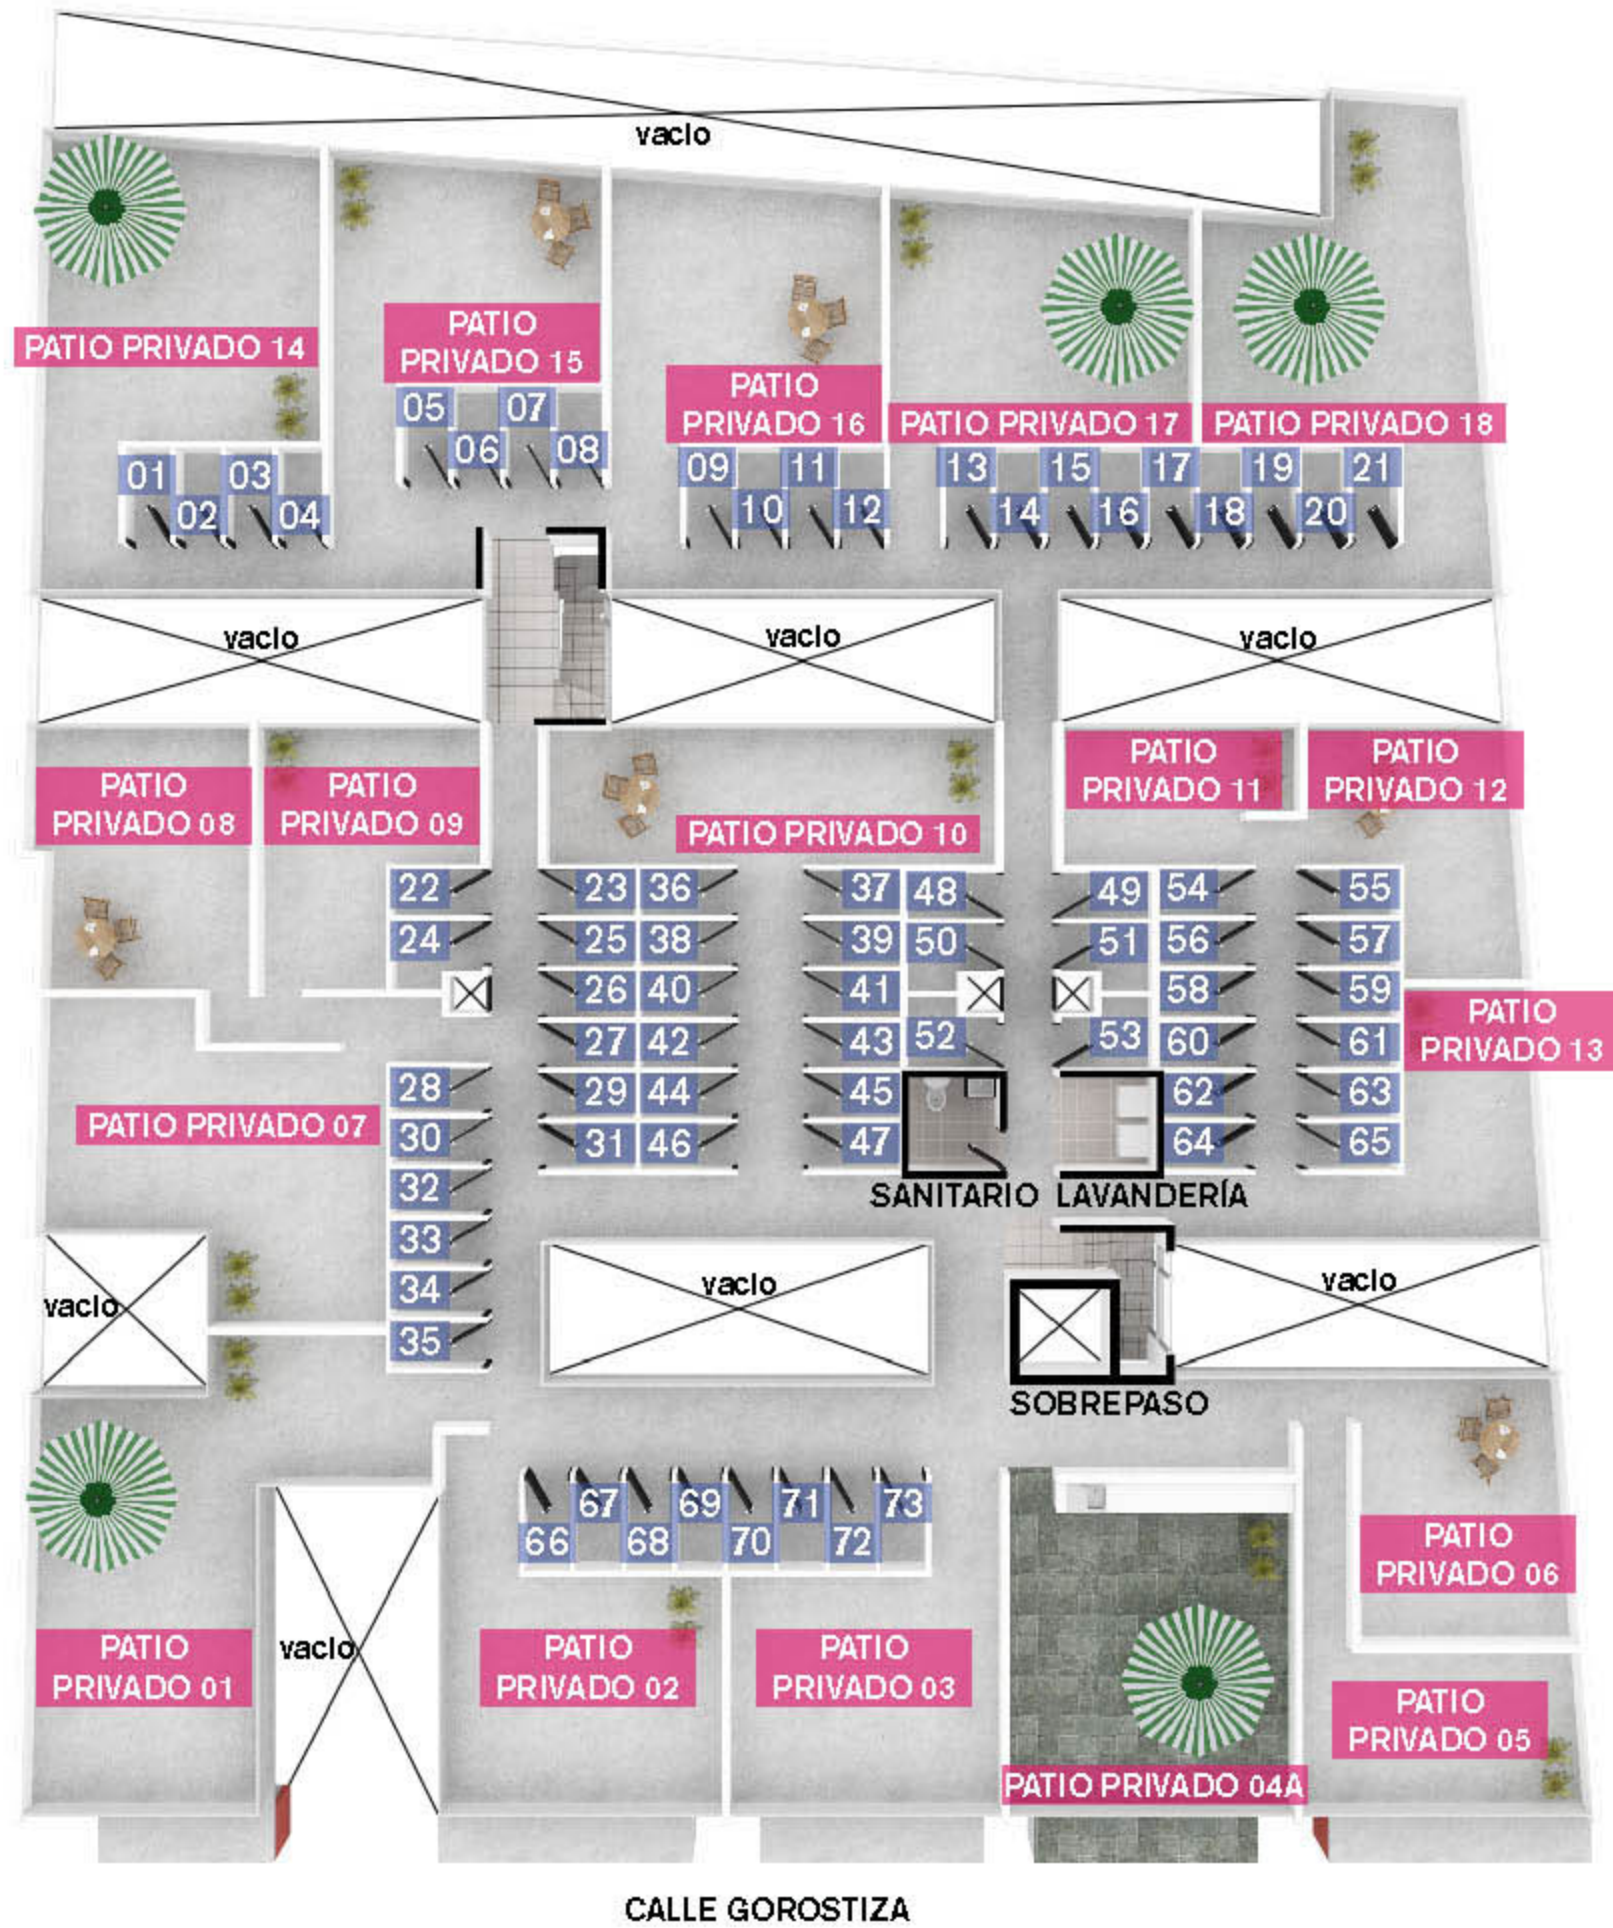 vacIo
PATIO PRIVADO 14
PATIO
PRIVADO 15
PATIO
PRIVADO 16
PATIO PRIVADO 17
PATIO PRIVADO 18
01
02
03
04
05
06
07
08
09
10
11
12
13
14
15
16
17
18
19
20
21
vacIo
vacIo
vacIo
PATIO
PRIVADO 08
PATIO
PRIVADO 09
PATIO PRIVADO 10
PATIO
PRIVADO 11
PATIO
PRIVADO 12
22
23 36
37
48
49
54
55
24
25 38
39
50
51
56
57
26 40
41
58
59
27 42
43
52
53
60
61
PATIO
PRIVADO 13
28
29 44
45
62
63
PATIO PRIVADO 07
30
31 46
47
64
65
32
SANITARIO
LAVANDERÍA
33
34
35
vacIo
vacIo
vacIo
SOBREPASO
66
67
68
69
70
71
72
73
PATIO
PRIVADO 06
PATIO
PRIVADO 01
vacIo
PATIO
PRIVADO 02
PATIO
PRIVADO 03
PATIO
PRIVADO 05
PATIO PRIVADO 04A
CALLE GOROSTIZA